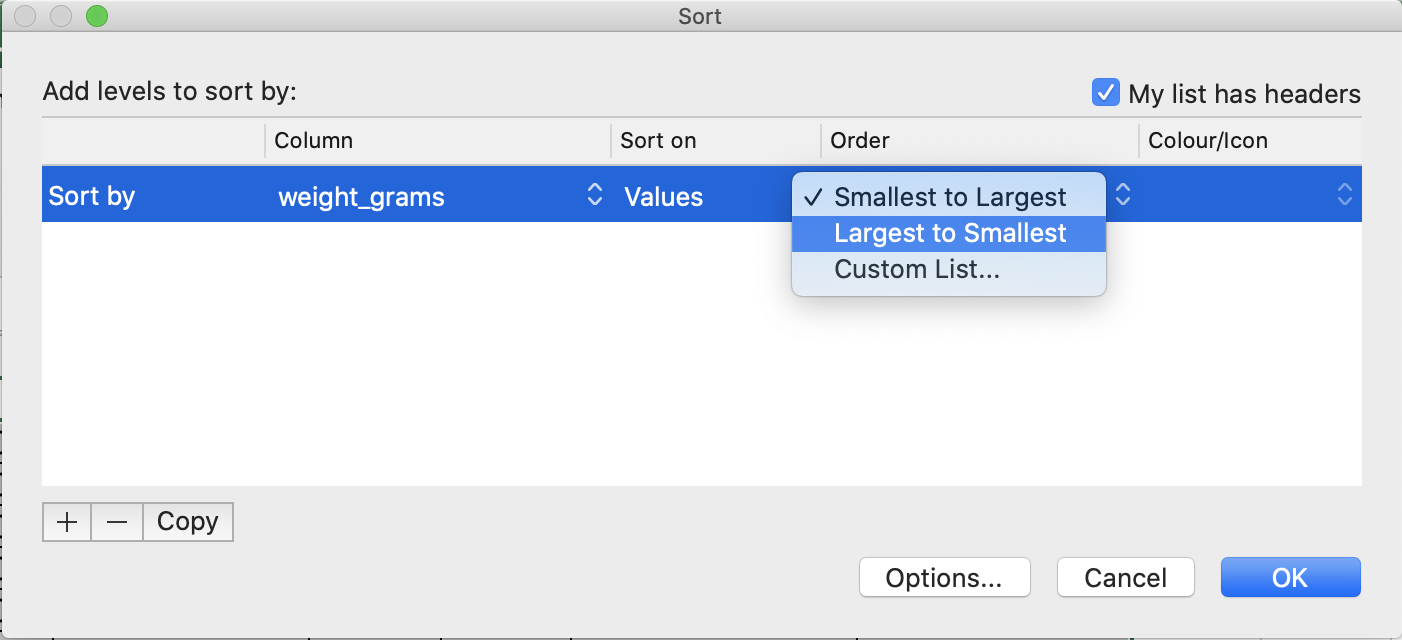 Sort
Add levels to sort by:
My list has headers
Column Sort on Order Colour/Icon
Sort by weight_grams Values ✓ Smallest to Largest
Largest to Smallest
Custom List...
+ − Copy
Options... Cancel OK